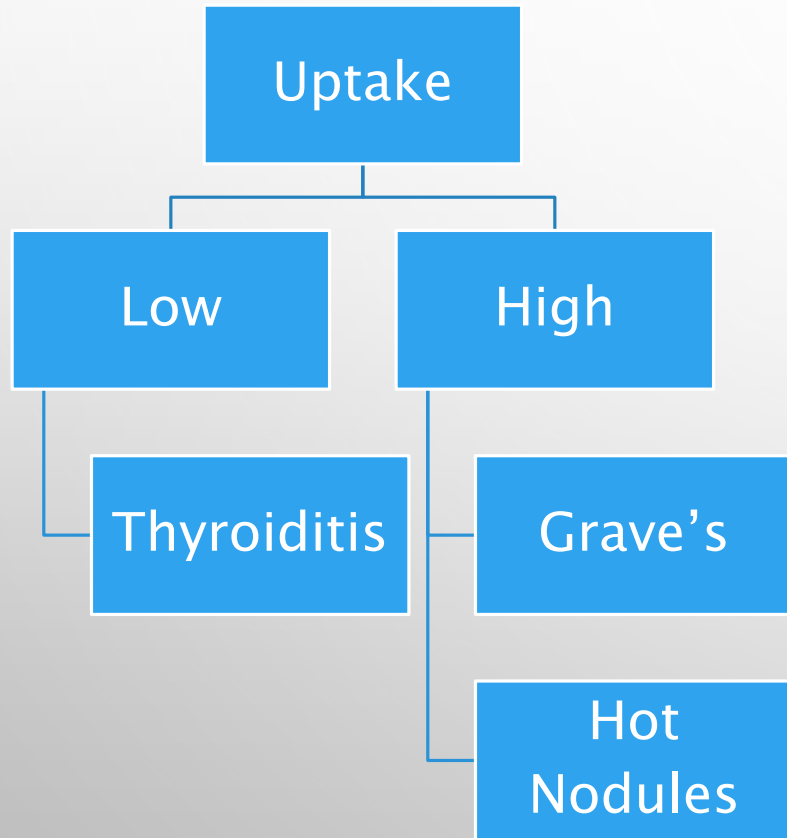 Uptake
Low
High
Thyroiditis
Grave’s
Hot
Nodules